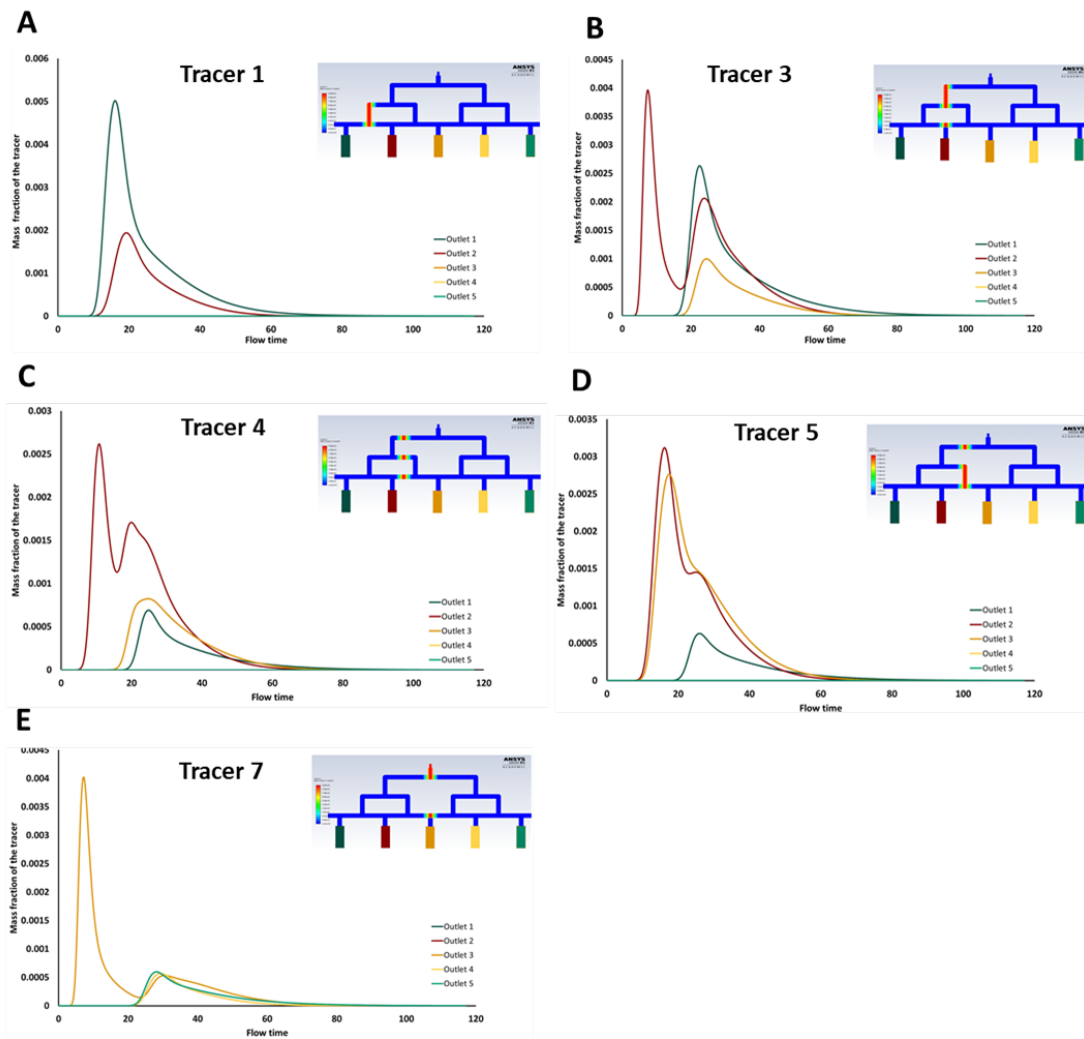 A
Tracer 1
ANSYS
ACADEMIC
Mass fraction of the tracer
0.006
0.005
0.004
0.003
0.002
0.001
0
0 20 40 60 80 100 120
Flow time
Outlet 1
Outlet 2
Outlet 3
Outlet 4
Outlet 5
B
Tracer 3
ANSYS
ACADEMIC
Mass fraction of the tracer
0.0045
0.004
0.0035
0.003
0.0025
0.002
0.0015
0.001
0.0005
0
0 20 40 60 80 100 120
Flow time
Outlet 1
Outlet 2
Outlet 3
Outlet 4
Outlet 5
C
Tracer 4
ANSYS
ACADEMIC
Mass fraction of the tracer
0.003
0.0025
0.002
0.0015
0.001
0.0005
0
0 20 40 60 80 100 120
Flow time
Outlet 1
Outlet 2
Outlet 3
Outlet 4
Outlet 5
D
Tracer 5
ANSYS
ACADEMIC
Mass fraction of the tracer
0.0035
0.003
0.0025
0.002
0.0015
0.001
0.0005
0
0 20 40 60 80 100 120
Flow time
Outlet 1
Outlet 2
Outlet 3
Outlet 4
Outlet 5
E
Tracer 7
ANSYS
ACADEMIC
Mass fraction of the tracer
0.0045
0.004
0.0035
0.003
0.0025
0.002
0.0015
0.001
0.0005
0
0 20 40 60 80 100 120
Flow time
Outlet 1
Outlet 2
Outlet 3
Outlet 4
Outlet 5